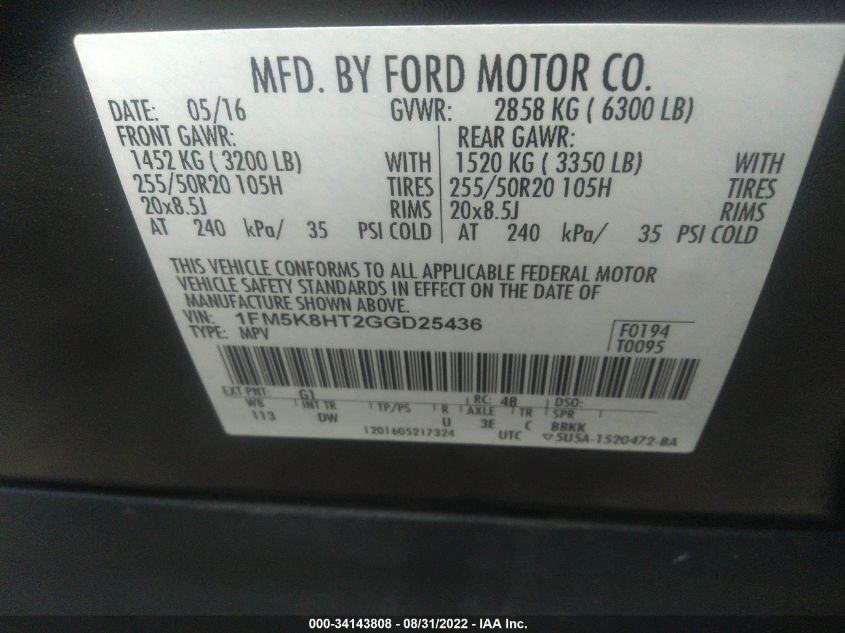 MFD. BY FORD MOTOR CO.
DATE: 05/16 GVWR: 2858 KG ( 6300 LB)
FRONT GAWR: REAR GAWR:
1452 KG ( 3200 LB) WITH 1520 KG ( 3350 LB) WITH
255/50R20 105H TIRES 255/50R20 105H TIRES
20x8.5J RIMS 20x8.5J RIMS
AT 240 kPa/ 35 PSI COLD AT 240 kPa/ 35 PSI COLD
THIS VEHICLE CONFORMS TO ALL APPLICABLE FEDERAL MOTOR
VEHICLE SAFETY STANDARDS IN EFFECT ON THE DATE OF
MANUFACTURE SHOWN ABOVE.
VIN: 1FM5K8HT2GGD25436 F0194
TYPE: MPV T0095
EXT PNT: G1 RC: 48 DSO:
WB INT TR TP/PS R AXLE TR SPR
113 DW U 3E C BBKK
1201605217324 UTC ▽5U5A-1520472-BA
000-34143808 - 08/31/2022 - IAA Inc.